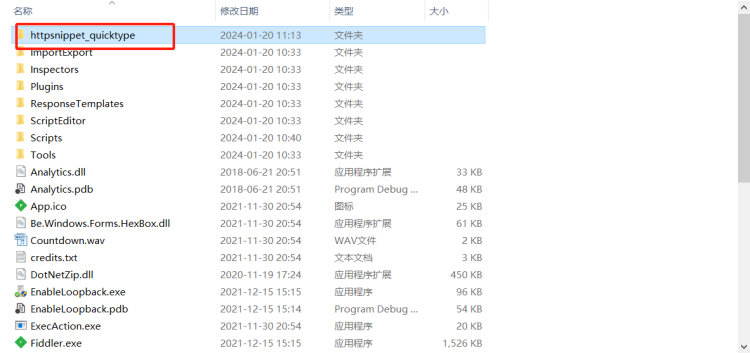 名称 修改日期 类型 大小
httpsnippet_quicktype 2024-01-20 11:13 文件夹
ImportExport 2024-01-20 10:33 文件夹
Inspectors 2024-01-20 10:33 文件夹
Plugins 2024-01-20 10:33 文件夹
ResponseTemplates 2024-01-20 10:33 文件夹
ScriptEditor 2024-01-20 10:33 文件夹
Scripts 2024-01-20 10:40 文件夹
Tools 2024-01-20 10:33 文件夹
Analytics.dll 2018-06-21 20:51 应用程序扩展 33 KB
Analytics.pdb 2018-06-21 20:51 Program Debug ... 48 KB
App.ico 2021-11-30 20:54 图标 25 KB
Be.Windows.Forms.HexBox.dll 2021-11-30 20:54 应用程序扩展 61 KB
Countdown.wav 2021-11-30 20:54 WAV文件 2 KB
credits.txt 2021-11-30 20:54 文本文档 3 KB
DotNetZip.dll 2020-11-19 17:24 应用程序扩展 450 KB
EnableLoopback.exe 2021-12-15 15:15 应用程序 96 KB
EnableLoopback.pdb 2021-12-15 15:14 Program Debug ... 54 KB
ExecAction.exe 2021-11-30 20:54 应用程序 20 KB
Fiddler.exe 2021-12-15 15:15 应用程序 1,526 KB